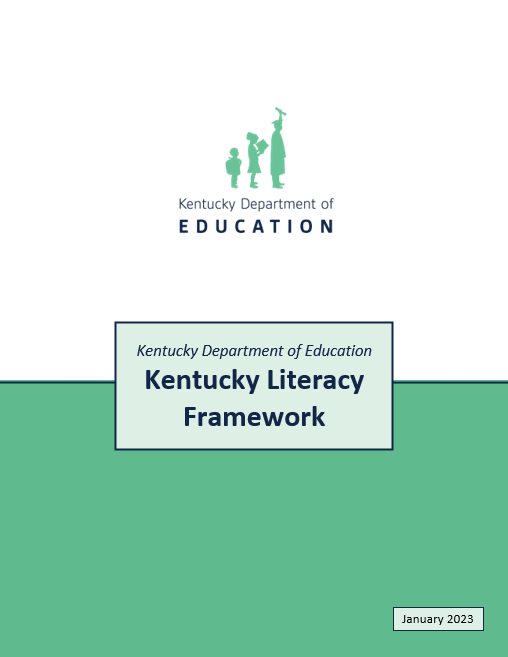 Kentucky Department of
EDUCATION
Kentucky Department of Education
Kentucky Literacy
Framework
January 2023